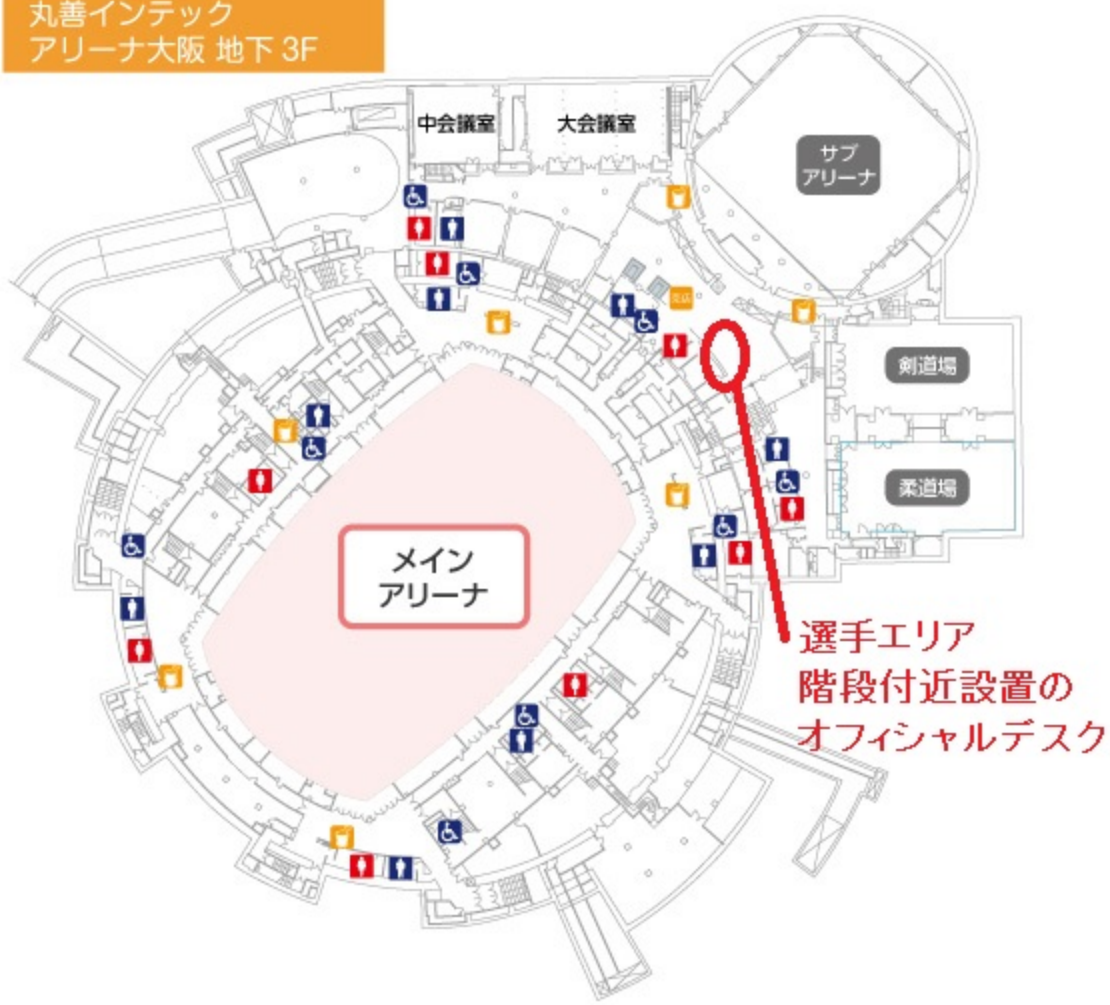 丸善インテック
アリーナ大阪 地下 3F
中会議室
大会議室
サブ
アリーナ
売店
剣道場
柔道場
メイン
アリーナ
選手エリア
階段付近設置の
オフィシャルデスク